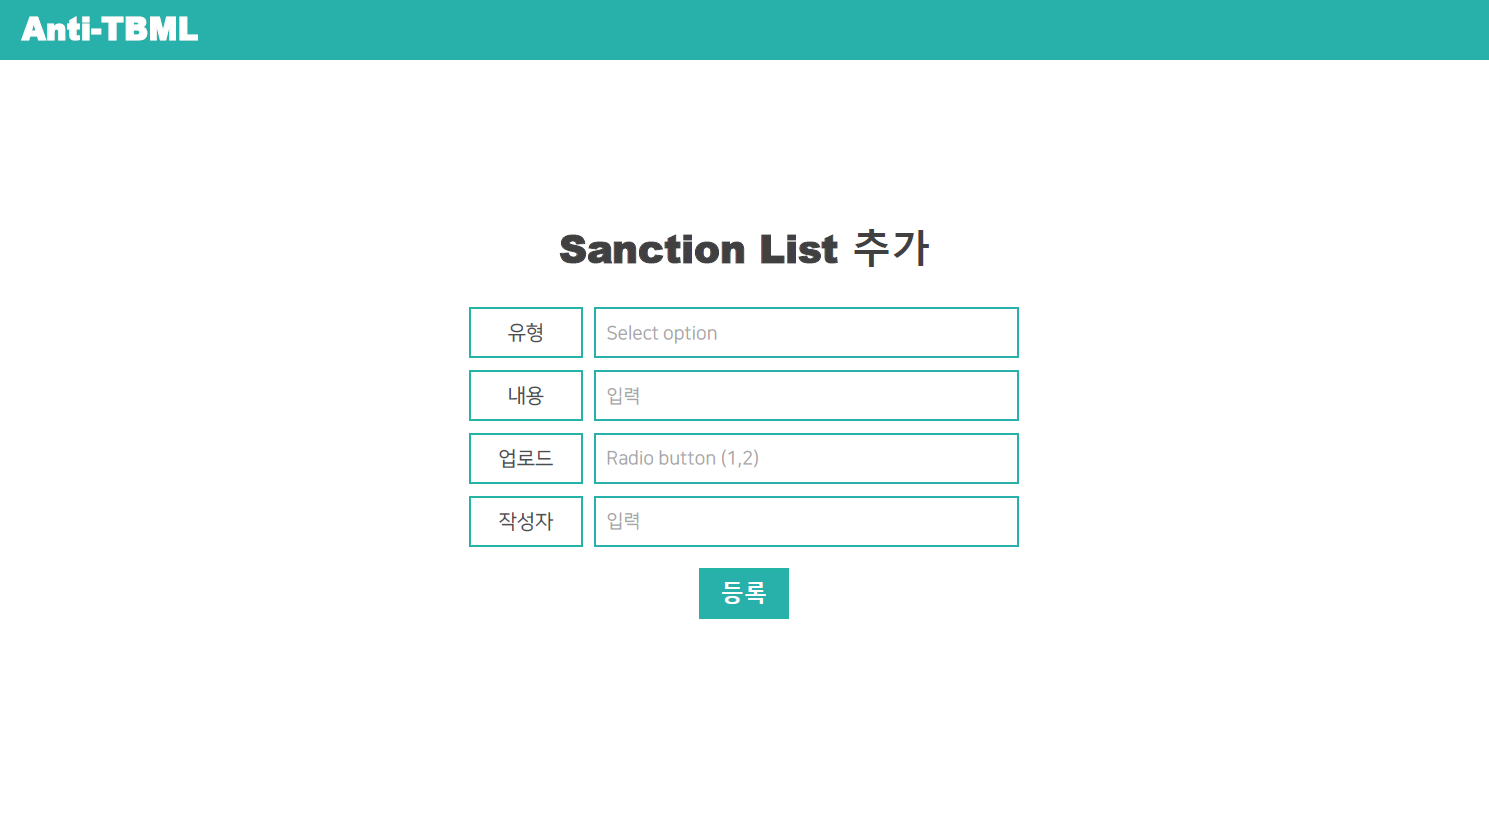 Anti-TBML
Sanction List 추가
유형 Select option
내용 입력
업로드 Radio button (1,2)
작성자 입력
등록